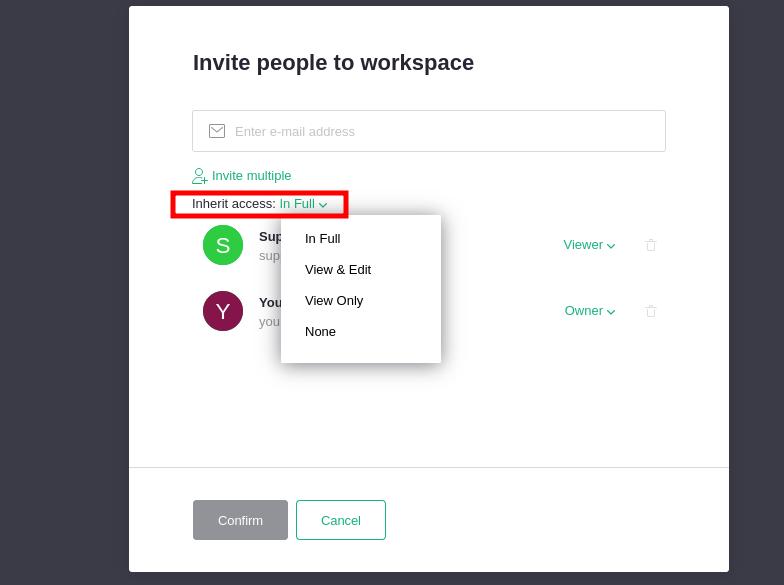 Invite people to workspace
Enter e-mail address
Invite multiple
Inherit access: In Full
In Full
View & Edit
View Only
None
S
Sup
sup
Viewer
Y
You
you
Owner
Confirm
Cancel